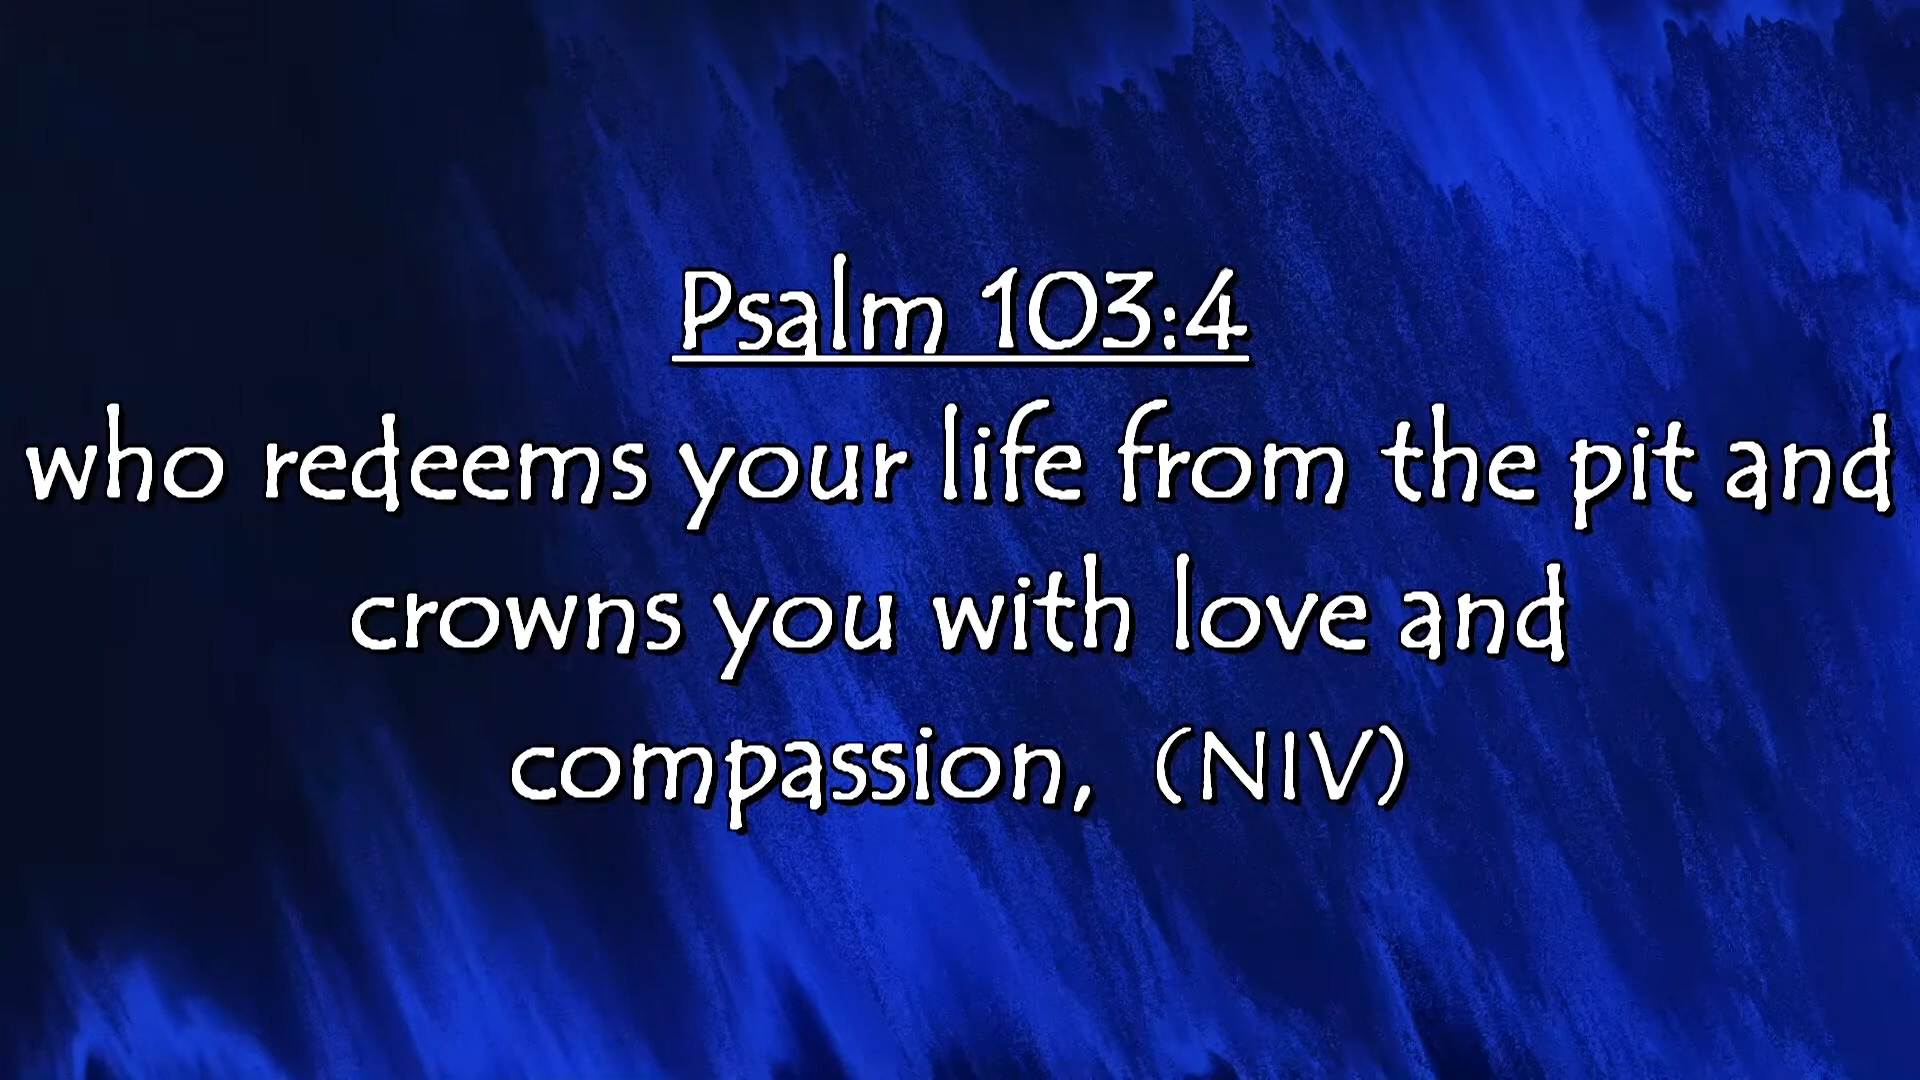 Psalm 103:4
who redeems your life from the pit and
crowns you with love and
compassion, (NIV)